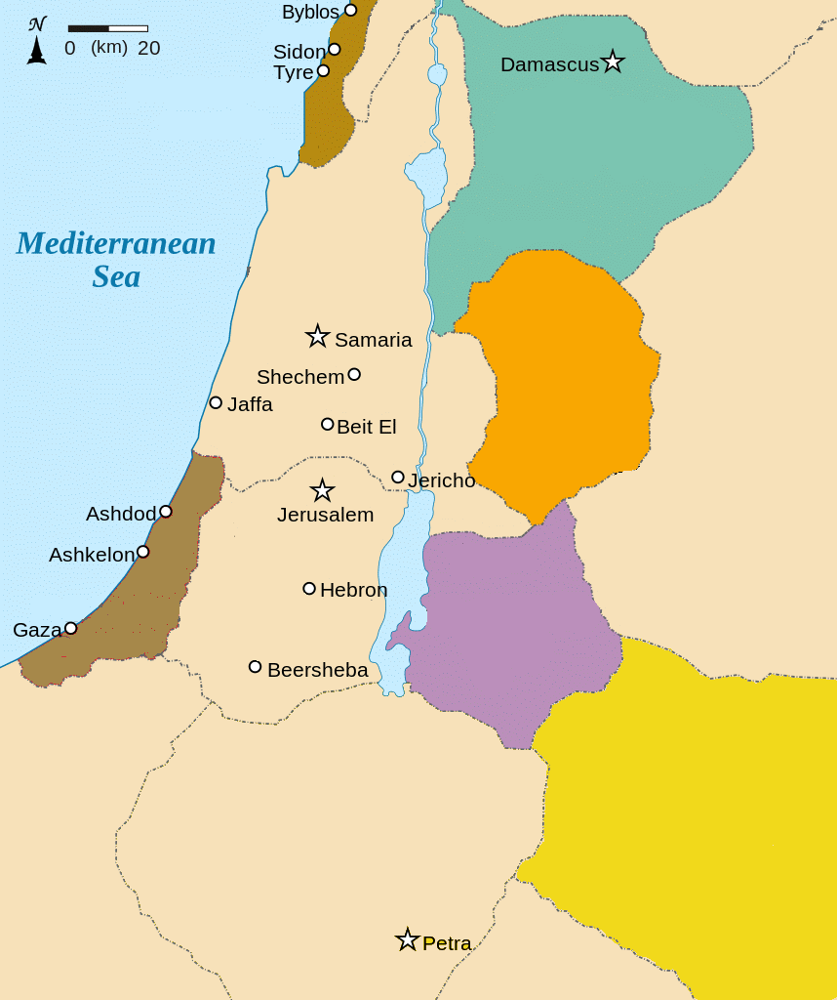 Byblos
N
0 (km) 20
Sidon
Tyre
Damascus
Mediterranean
Sea
Samaria
Shechem
Jaffa
Beit El
Jericho
Jerusalem
Ashdod
Ashkelon
Hebron
Gaza
Beersheba
Petra